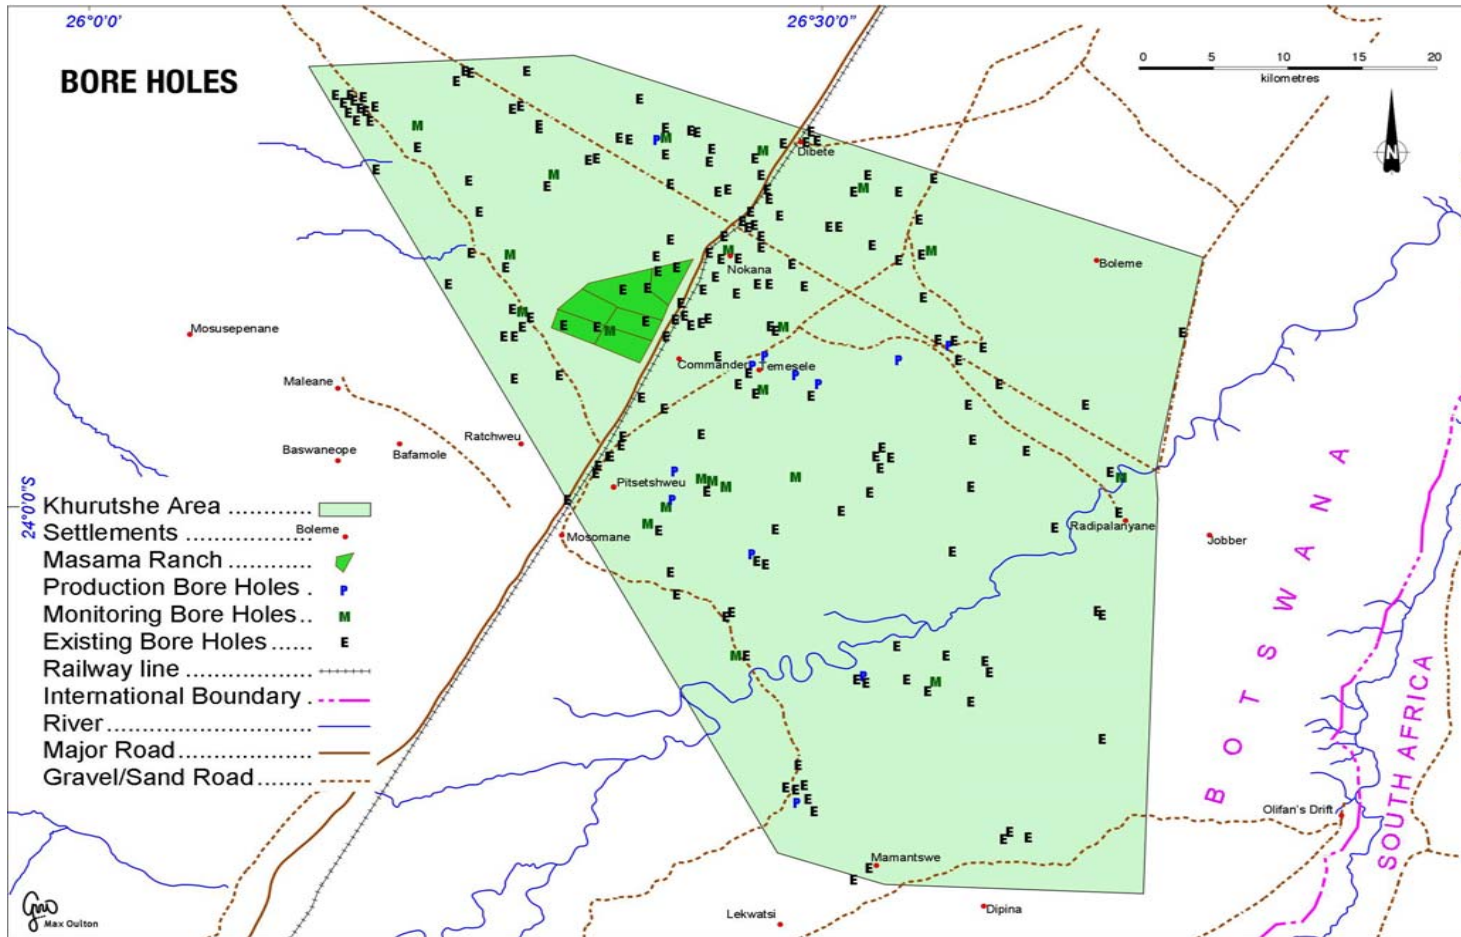 26°0'0'
26°30'0"
BORE HOLES
0 5 10 15 20
kilometres
N
Dibete
Nokana
Boleme
Mosusepenane
Commander
Temesele
Maleane
Ratchweu
Baswaneope
Bafamole
Pitsetshweu
24°0'0"S
Mosomane
Radipalanyane
Jobber
Khurutshe Area ............
Settlements ..................
Boleme
Masama Ranch ...........
Production Bore Holes . P
Monitoring Bore Holes.. M
Existing Bore Holes ...... E
Railway line ...................
International Boundary .
River............................
Major Road..................
Gravel/Sand Road........
BOTSWANA
SOUTH AFRICA
Olifan's Drift
Mamantswe
Lekwatsi
Dipina
Max Oulton